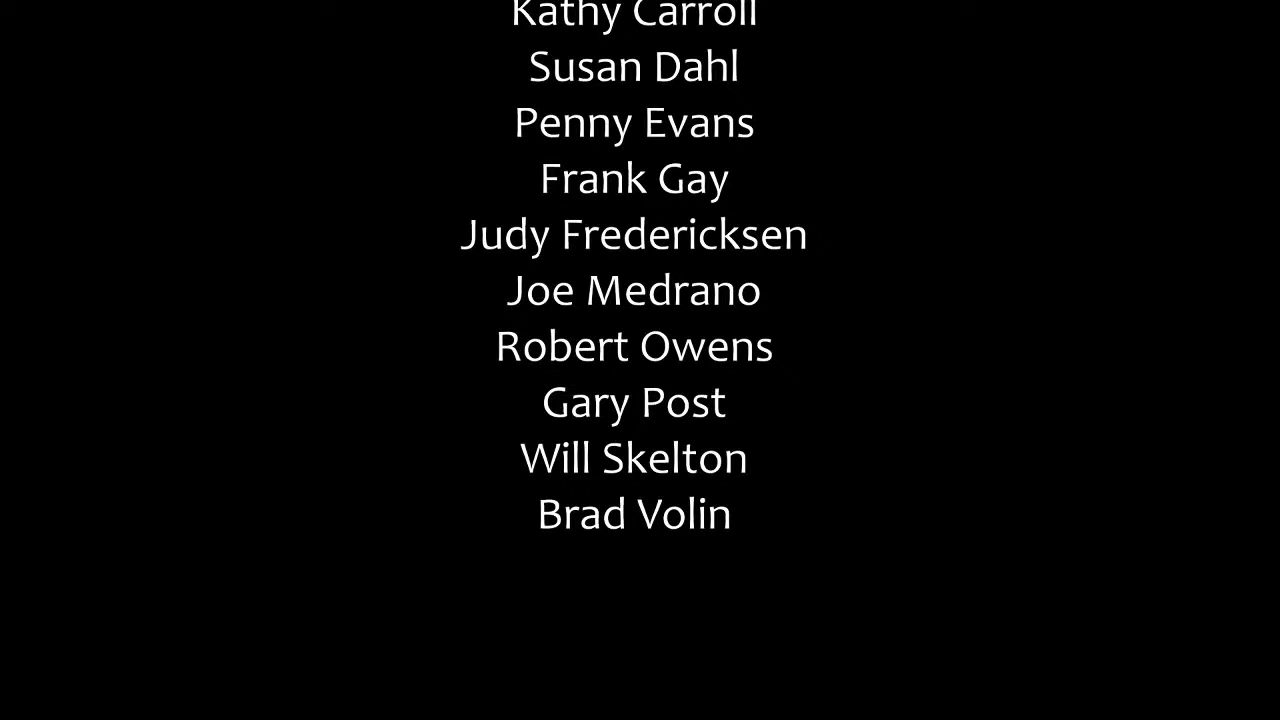 Kathy Carroll
Susan Dahl
Penny Evans
Frank Gay
Judy Fredericksen
Joe Medrano
Robert Owens
Gary Post
Will Skelton
Brad Volin